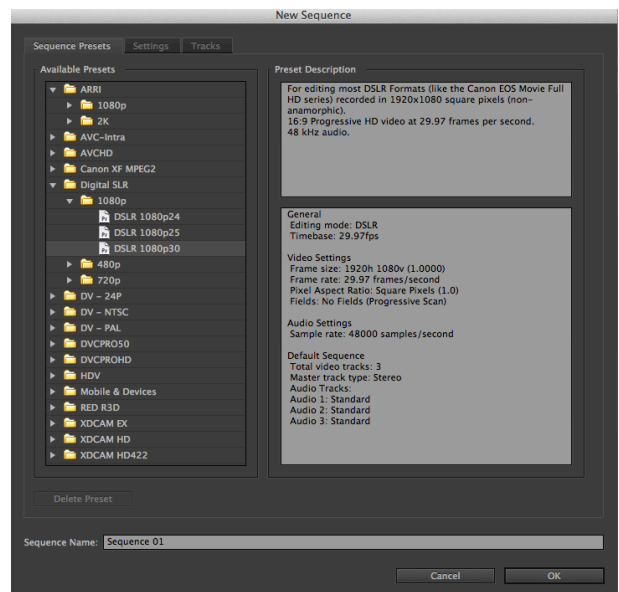 New Sequence
Sequence Presets
Settings
Tracks
Available Presets
ARRI
1080p
2K
AVC-Intra
AVCHD
Canon XF MPEG2
Digital SLR
1080p
DSLR 1080p24
DSLR 1080p25
DSLR 1080p30
480p
720p
DV - 24P
DV - NTSC
DV - PAL
DVCPRO50
DVCPROHD
HDV
Mobile & Devices
RED R3D
XDCAM EX
XDCAM HD
XDCAM HD422
Preset Description
For editing most DSLR Formats (like the Canon EOS Movie Full
HD series) recorded in 1920x1080 square pixels (non-
anamorphic).
16:9 Progressive HD video at 29.97 frames per second.
48 kHz audio.
General
Editing mode: DSLR
Timebase: 29.97fps
Video Settings
Frame size: 1920h 1080v (1.0000)
Frame rate: 29.97 frames/second
Pixel Aspect Ratio: Square Pixels (1.0)
Fields: No Fields (Progressive Scan)
Audio Settings
Sample rate: 48000 samples/second
Default Sequence
Total video tracks: 3
Master track type: Stereo
Audio Tracks:
Audio 1: Standard
Audio 2: Standard
Audio 3: Standard
Delete Preset
Sequence Name: Sequence 01
Cancel
OK